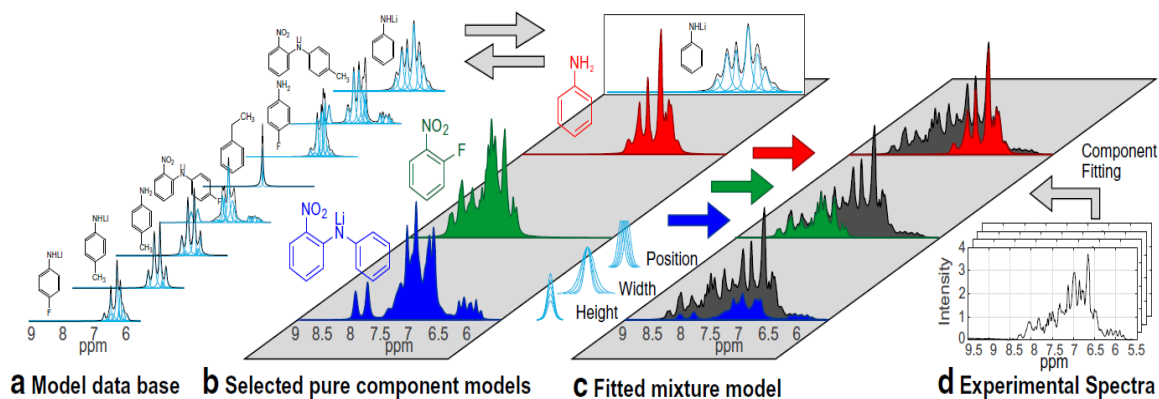 NHLi
NO₂
Li
N
CH₃
NH₂
F
CH₃
NO₂
Li
N
F
NH₂
CH₃
NHLi
CH₃
NHLi
F
9 8 7 6
ppm
NO₂
F
NO₂
Li
N
9 8.5 8 7.5 7 6.5 6
ppm
NH₂
NHLi
Position
Width
Height
9 8.5 8 7.5 7 6.5 6
ppm
Component
Fitting
Intensity
4
3
2
1
0
9.5 9 8.5 8 7.5 7 6.5 6 5.5
ppm
a Model data base
b Selected pure component models
c Fitted mixture model
d Experimental Spectra